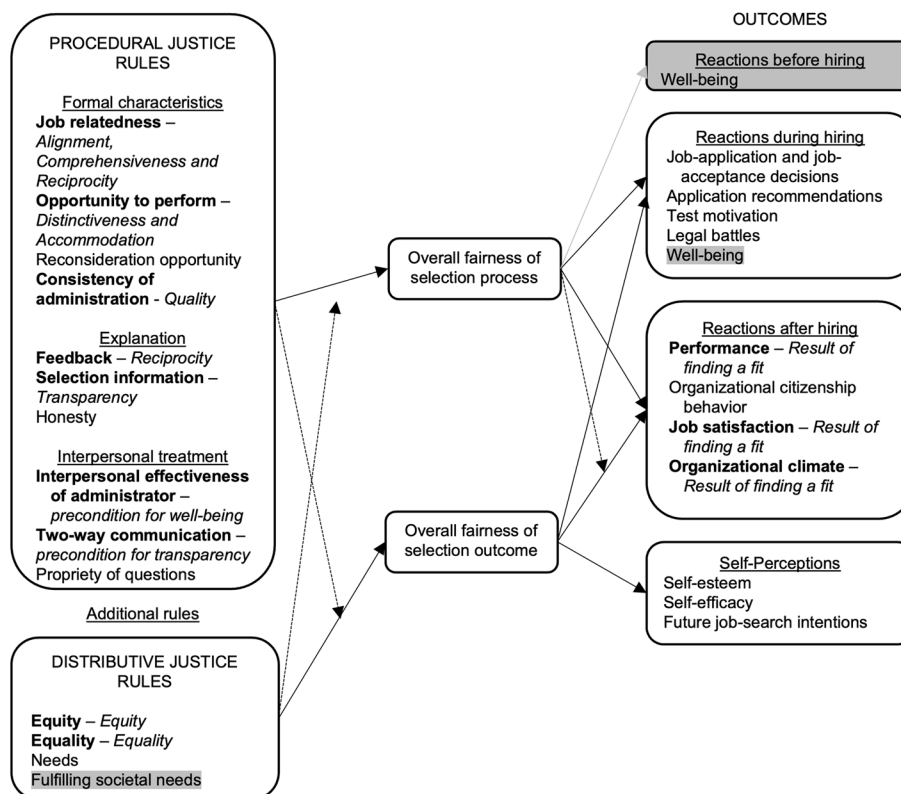 PROCEDURAL JUSTICE
RULES
Formal characteristics
Job relatedness –
Alignment,
Comprehensiveness and
Reciprocity
Opportunity to perform –
Distinctiveness and
Accommodation
Reconsideration opportunity
Consistency of
administration - Quality
Explanation
Feedback – Reciprocity
Selection information –
Transparency
Honesty
Interpersonal treatment
Interpersonal effectiveness
of administrator –
precondition for well-being
Two-way communication –
precondition for transparency
Propriety of questions
Additional rules
DISTRIBUTIVE JUSTICE
RULES
Equity – Equity
Equality – Equality
Needs
Fulfilling societal needs
Overall fairness of
selection process
Overall fairness of
selection outcome
OUTCOMES
Reactions before hiring
Well-being
Reactions during hiring
Job-application and job-
acceptance decisions
Application recommendations
Test motivation
Legal battles
Well-being
Reactions after hiring
Performance – Result of
finding a fit
Organizational citizenship
behavior
Job satisfaction – Result of
finding a fit
Organizational climate –
Result of finding a fit
Self-Perceptions
Self-esteem
Self-efficacy
Future job-search intentions